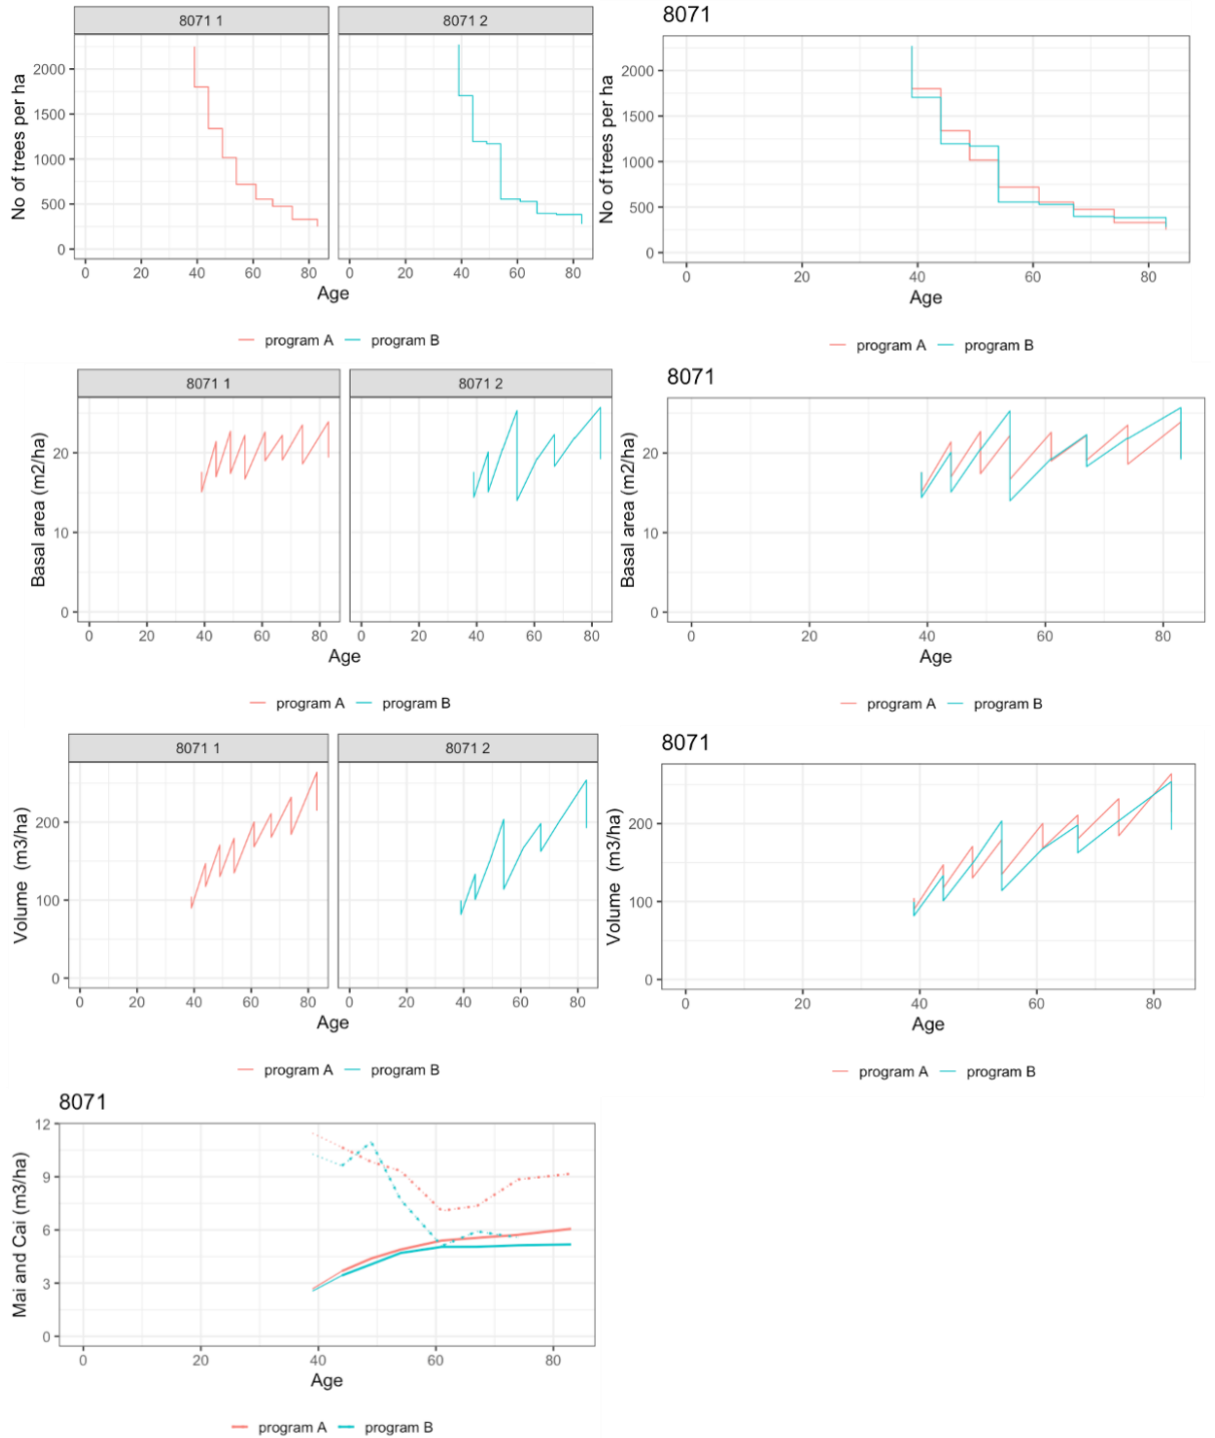 8071 1
8071 2
8071
No of trees per ha
2000
1500
1000
500
0
0 20 40 60 80
0 20 40 60 80
Age
program A program B
No of trees per ha
2000
1500
1000
500
0
0 20 40 60 80
Age
program A program B
8071 1
8071 2
8071
Basal area (m2/ha)
20
10
0
0 20 40 60 80
0 20 40 60 80
Age
program A program B
Basal area (m2/ha)
20
10
0
0 20 40 60 80
Age
program A program B
8071 1
8071 2
8071
Volume (m3/ha)
200
100
0
0 20 40 60 80
0 20 40 60 80
Age
program A program B
Volume (m3/ha)
200
100
0
0 20 40 60 80
Age
program A program B
8071
Mai and Cai (m3/ha)
12
9
6
3
0
0 20 40 60 80
Age
program A program B